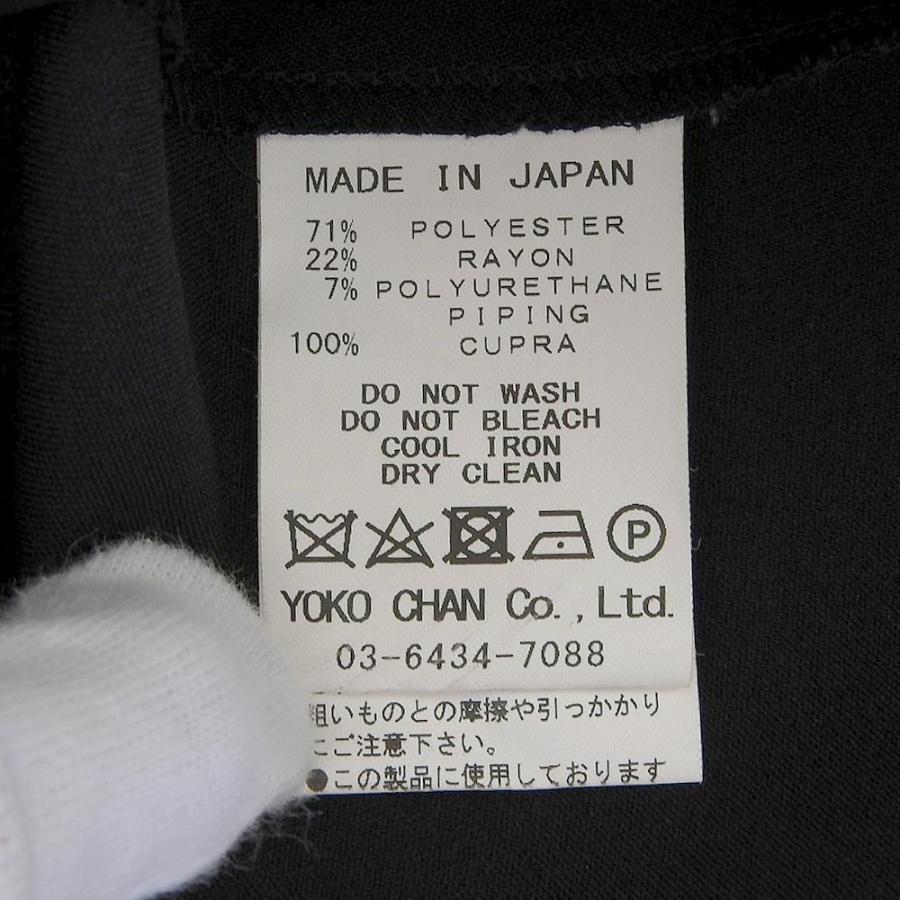 MADE IN JAPAN
71% POLYESTER
22% RAYON
7% POLYURETHANE
PIPING
100% CUPRA
DO NOT WASH
DO NOT BLEACH
COOL IRON
DRY CLEAN
P
YOKO CHAN Co.,Ltd.
03-6434-7088
粗いものとの摩擦や引っかかり
にご注意下さい。
●この製品に使用しております